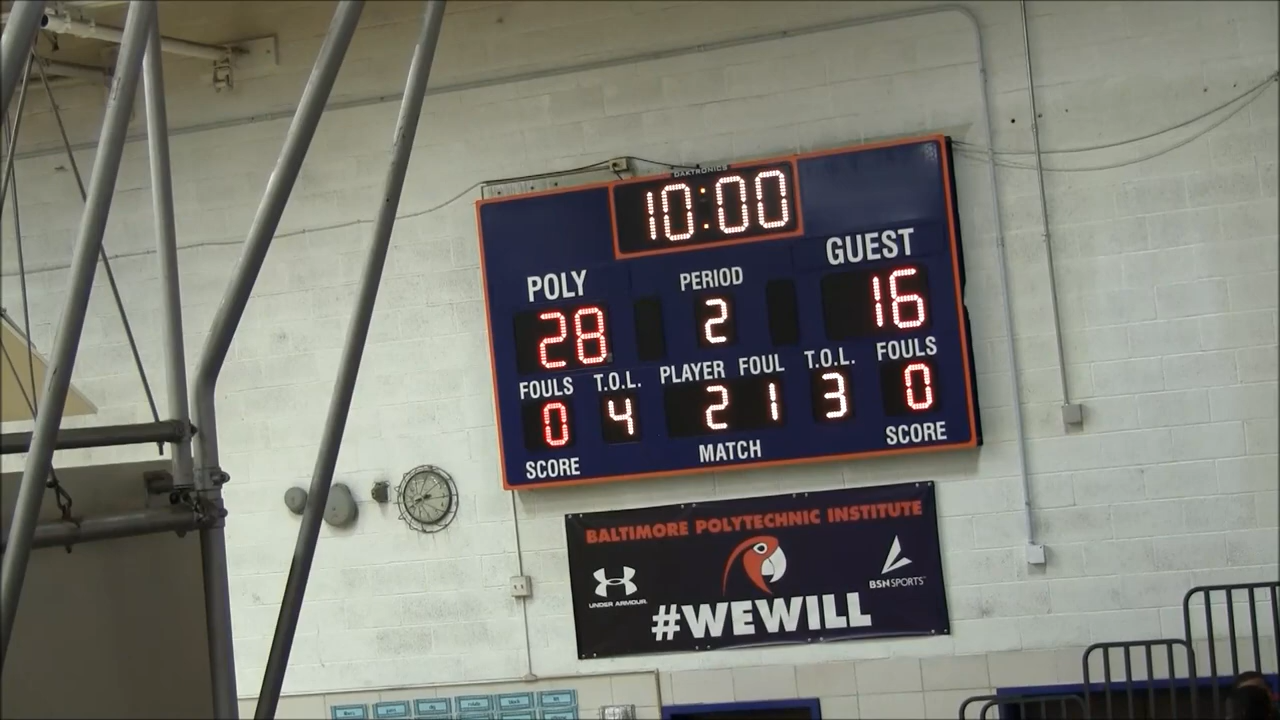 DAKTRONICS
10:00
POLY PERIOD GUEST
28 2 16
FOULS T.O.L. PLAYER FOUL T.O.L. FOULS
0 4 2 1 3 0
SCORE MATCH SCORE
BALTIMORE POLYTECHNIC INSTITUTE
UNDER ARMOUR
BSN SPORTS
#WEWILL